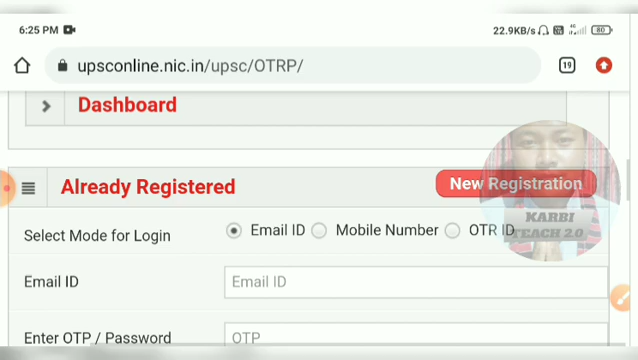 6:25 PM 22.9KB/s 4G 80
upsconline.nic.in/upsc/OTRP/ 19
Dashboard
Already Registered New Registration
KARBI
TEACH 2.0
Select Mode for Login Email ID Mobile Number OTR ID
Email ID Email ID
Enter OTP / Password OTP